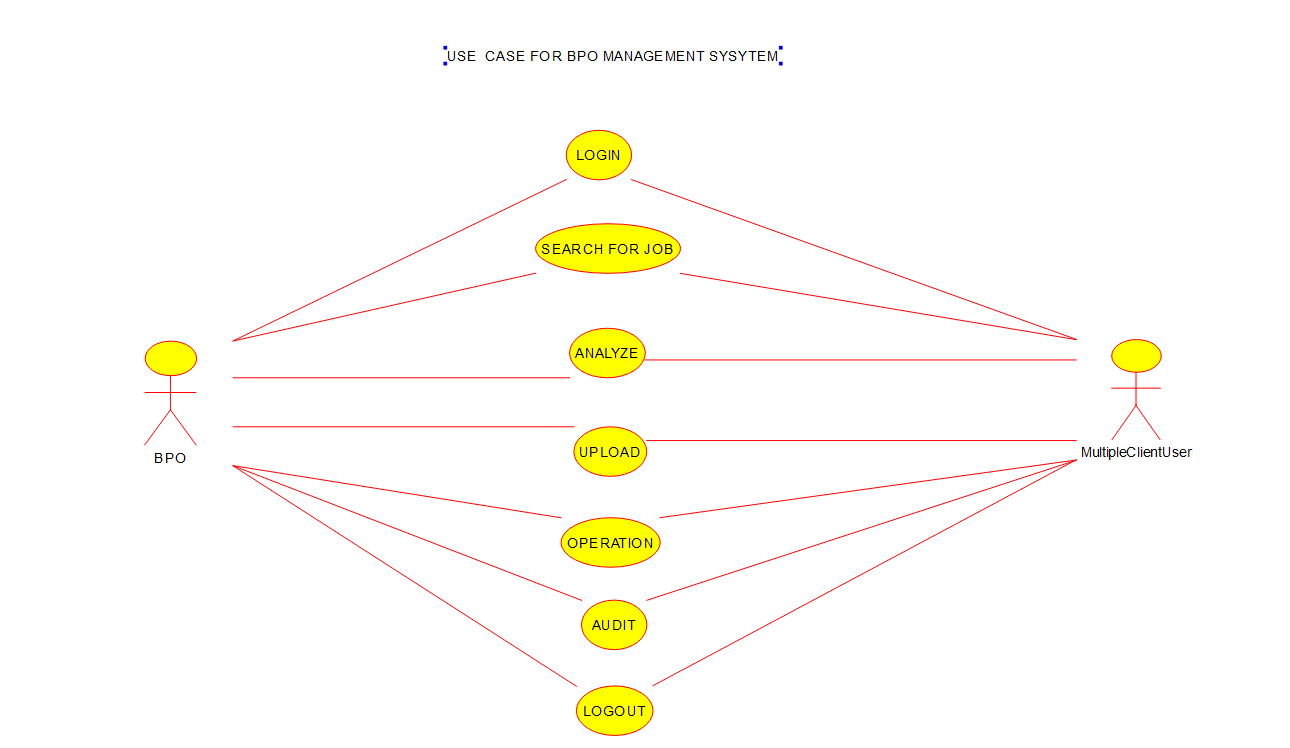 USE  CASE FOR BPO MANAGEMENT SYSYTEM
LOGIN
SEARCH FOR JOB
ANALYZE
UPLOAD
BPO
MultipleClientUser
OPERATION
AUDIT
LOGOUT